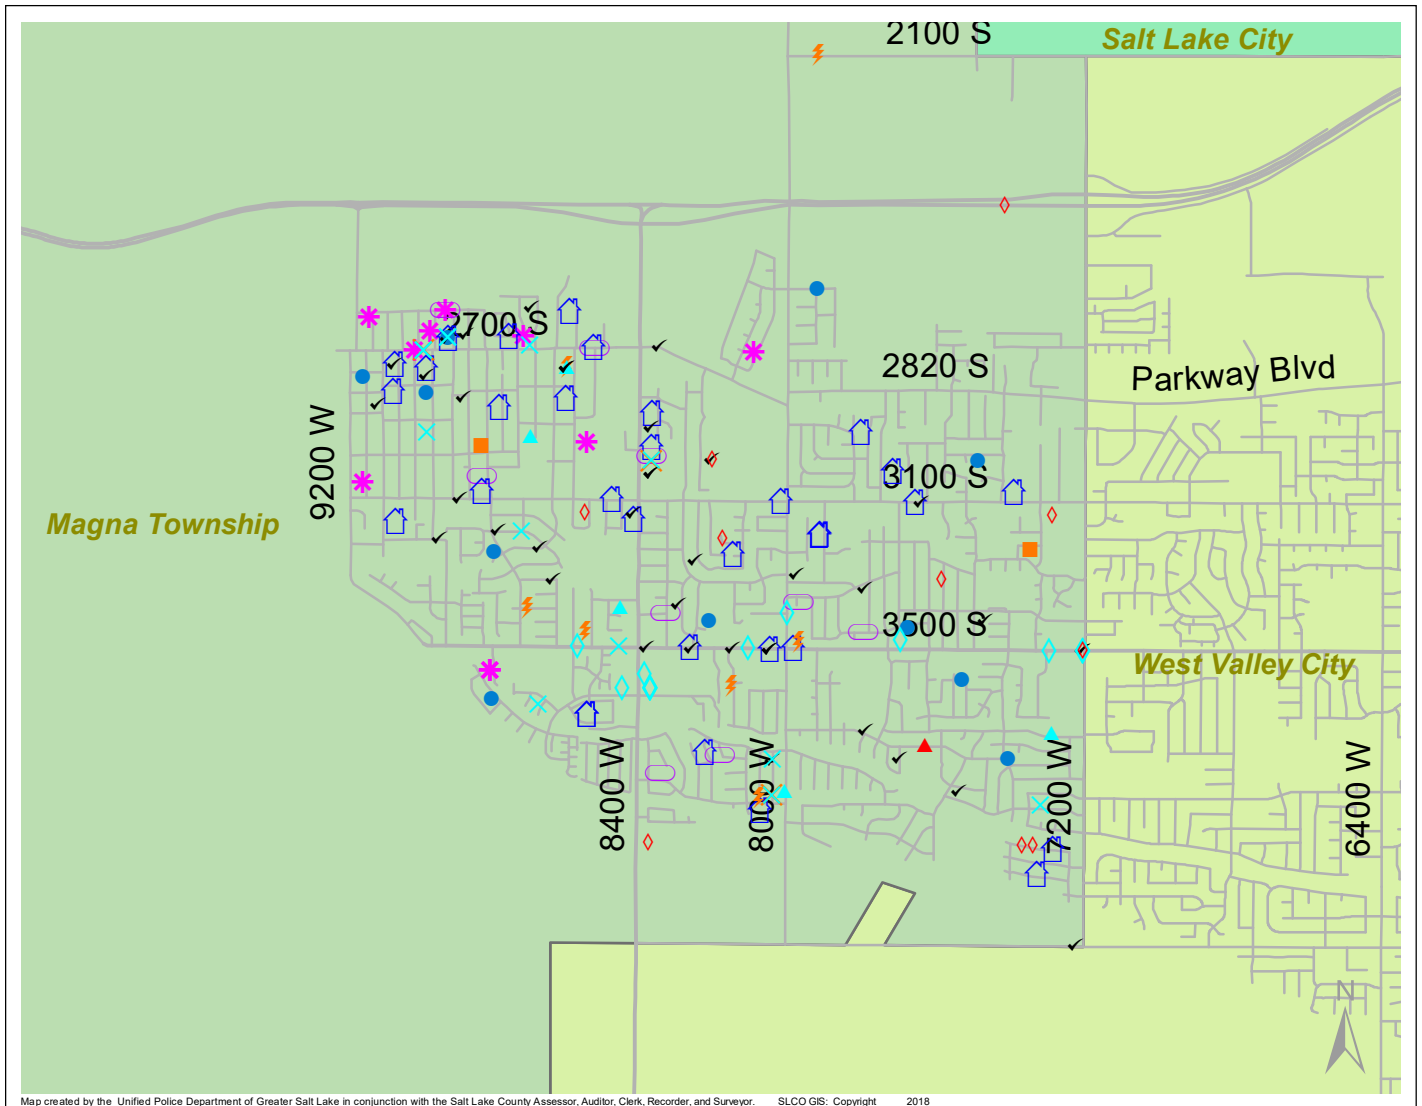 2100 S
Salt Lake City
2700 S
2820 S
Parkway Blvd
9200 W
3100 S
Magna Township
3500 S
West Valley City
8400 W
8000 W
7200 W
6400 W
N
Map created by the Unified Police Department of Greater Salt Lake in conjunction with the Salt Lake County Assessor, Auditor, Clerk, Recorder, and Surveyor. SLCO GIS: Copyright 2018